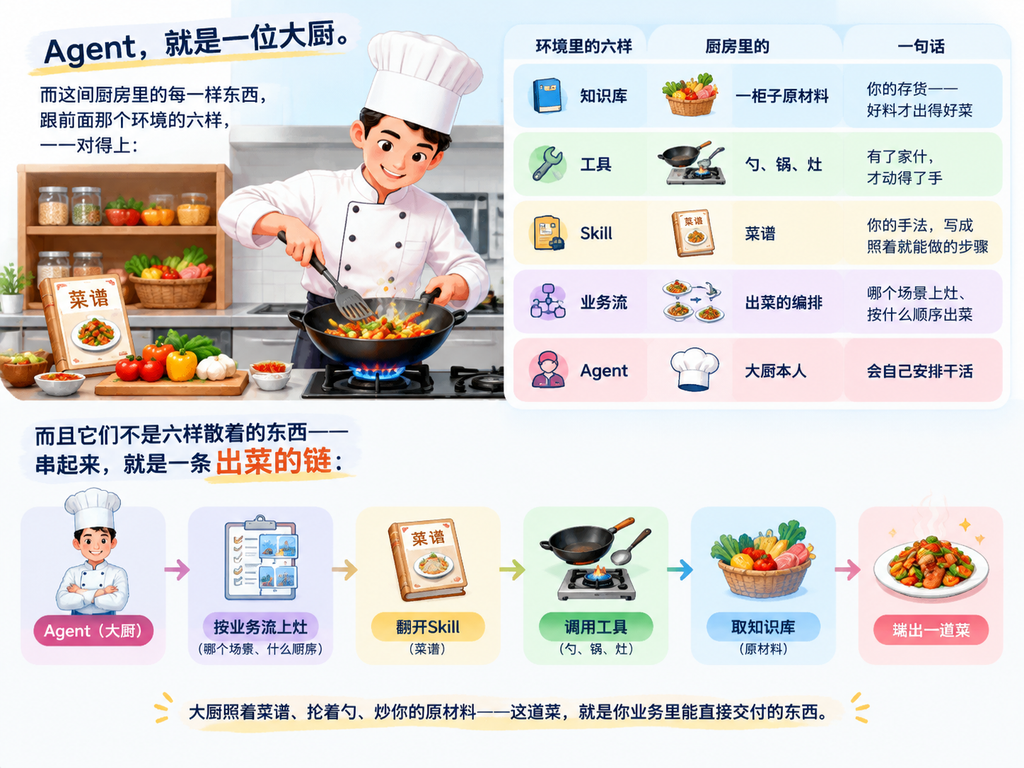 Agent，就是一位大厨。
而这间厨房里的每一样东西，
跟前面那个环境的六样，
一一对得上：
菜谱
环境里的六样 厨房里的 一句话
知识库 一柜子原材料 你的存货——
好料才出得好菜
工具 勺、锅、灶 有了家什，
才动得了手
Skill 菜谱 菜谱 你的手法，写成
照着就能做的步骤
业务流 出菜的编排 哪个场景上灶、
按什么顺序出菜
Agent 大厨本人 会自己安排干活
而且它们不是六样散着的东西——
串起来，就是一条出菜的链：
菜谱
Agent（大厨） 按业务流上灶 翻开Skill 调用工具 取知识库 端出一道菜
（哪个场景、什么顺序） （菜谱） （勺、锅、灶） （原材料）
大厨照着菜谱、抡着勺、炒你的原材料——这道菜，就是你业务里能直接交付的东西。